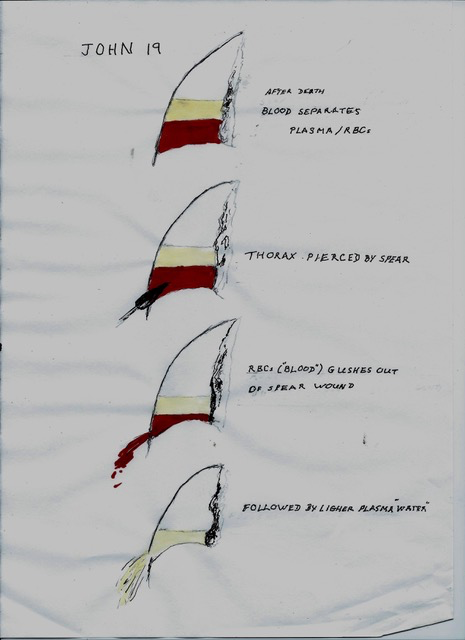 JOHN 19
AFTER DEATH
BLOOD SEPARATES
PLASMA/RBCs
THORAX PIERCED BY SPEAR
RBCs ("BLOOD") GUSHES OUT
OF SPEAR WOUND
FOLLOWED BY LIGHER PLASMA "WATER"